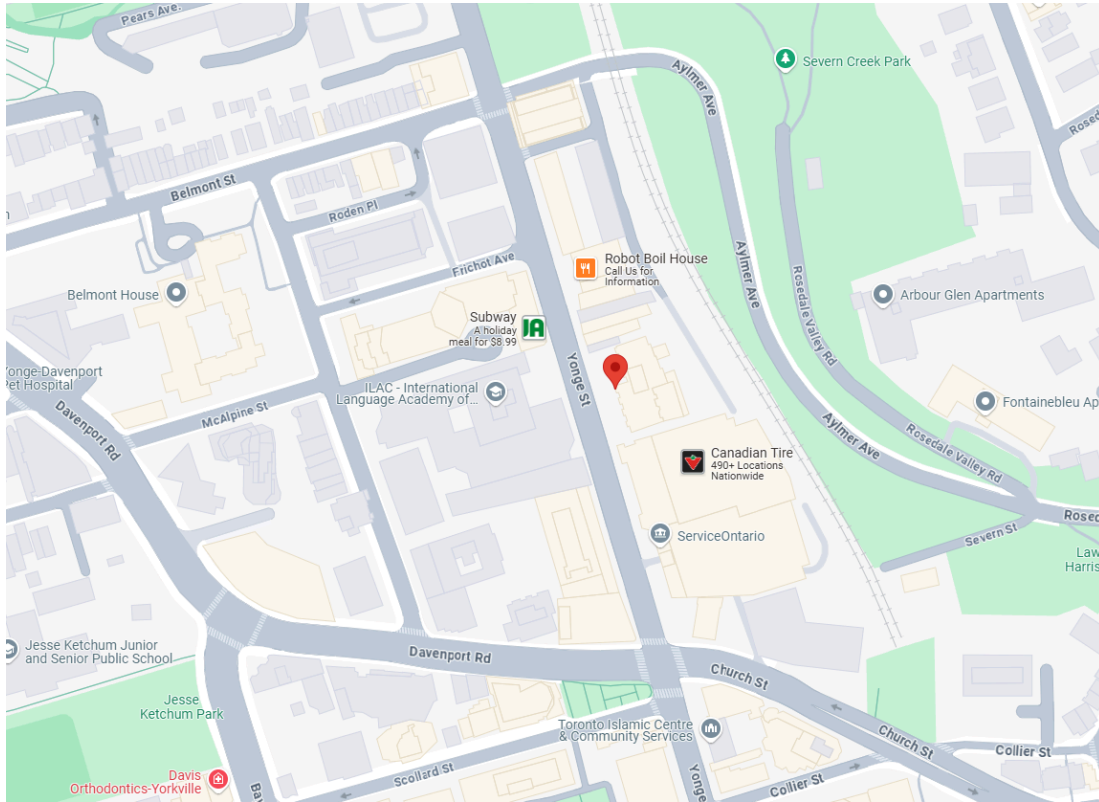 Pears Ave.
Aylmer Ave
Severn Creek Park
Belmont St
Roden Pl
Frichot Ave
Robot Boil House
Call Us for
Information
Aylmer Ave
Rosedale Valley Rd
Belmont House
Arbour Glen Apartments
Subway
A holiday
meal for $8.99
Yonge St
Yonge-Davenport
Pet Hospital
ILAC - International
Language Academy of...
Davenport Rd
McAlpine St
Fontainebleu Ap
Aylmer Ave
Rosedale Valley Rd
Canadian Tire
490+ Locations
Nationwide
ServiceOntario
Severn St
Rosed
Law
Harris
Jesse Ketchum Junior
and Senior Public School
Davenport Rd
Church St
Jesse
Ketchum Park
Toronto Islamic Centre
& Community Services
Church St
Collier St
Davis
Orthodontics-Yorkville
Scollard St
Yonge
Collier St